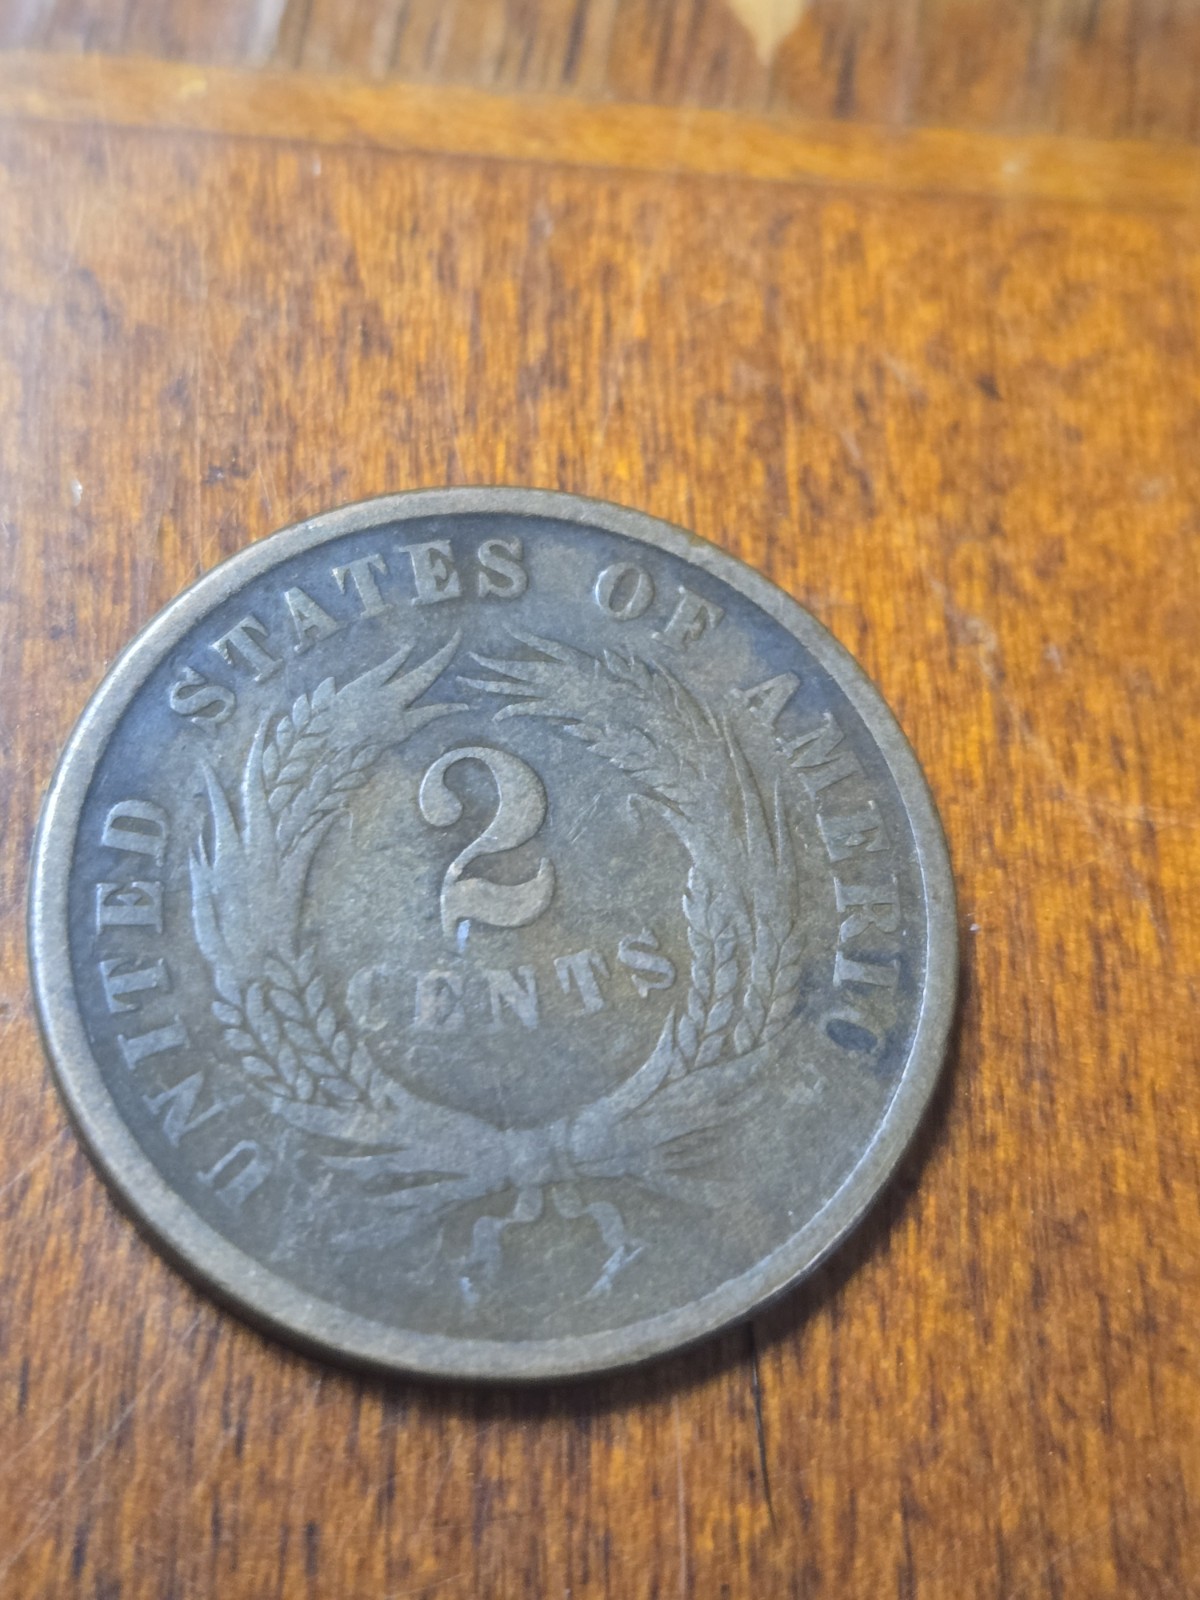 UNITED STATES OF AMERIC
2
CENTS